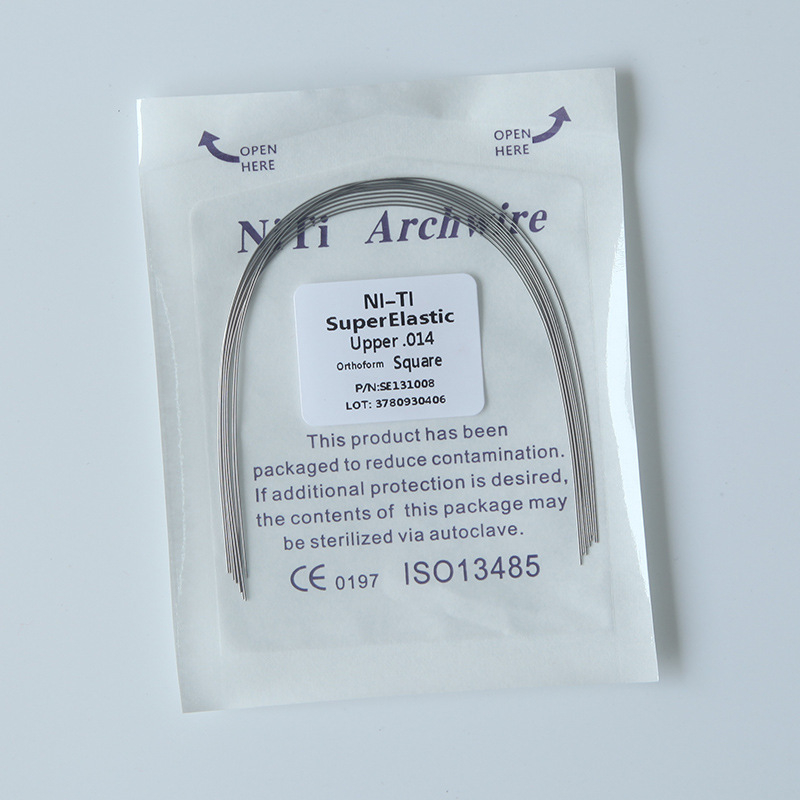 OPEN
HERE
OPEN
HERE
NiTi Archwire
NI-TI
SuperElastic
Upper .014
Orthoform Square
P/N:SE131008
LOT: 3780930406
This product has been
packaged to reduce contamination.
If additional protection is desired,
the contents of this package may
be sterilized via autoclave.
CE 0197 ISO13485